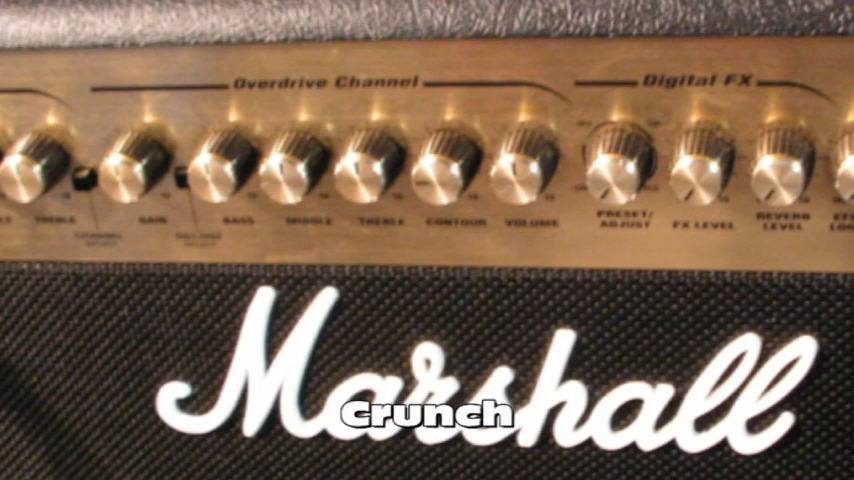 Overdrive Channel
Digital FX
TREBLE
GAIN
BASS
MIDDLE
TREBLE
CONTOUR
VOLUME
PRESET/
ADJUST
FX LEVEL
REVERB
LEVEL
Marshall
Crunch